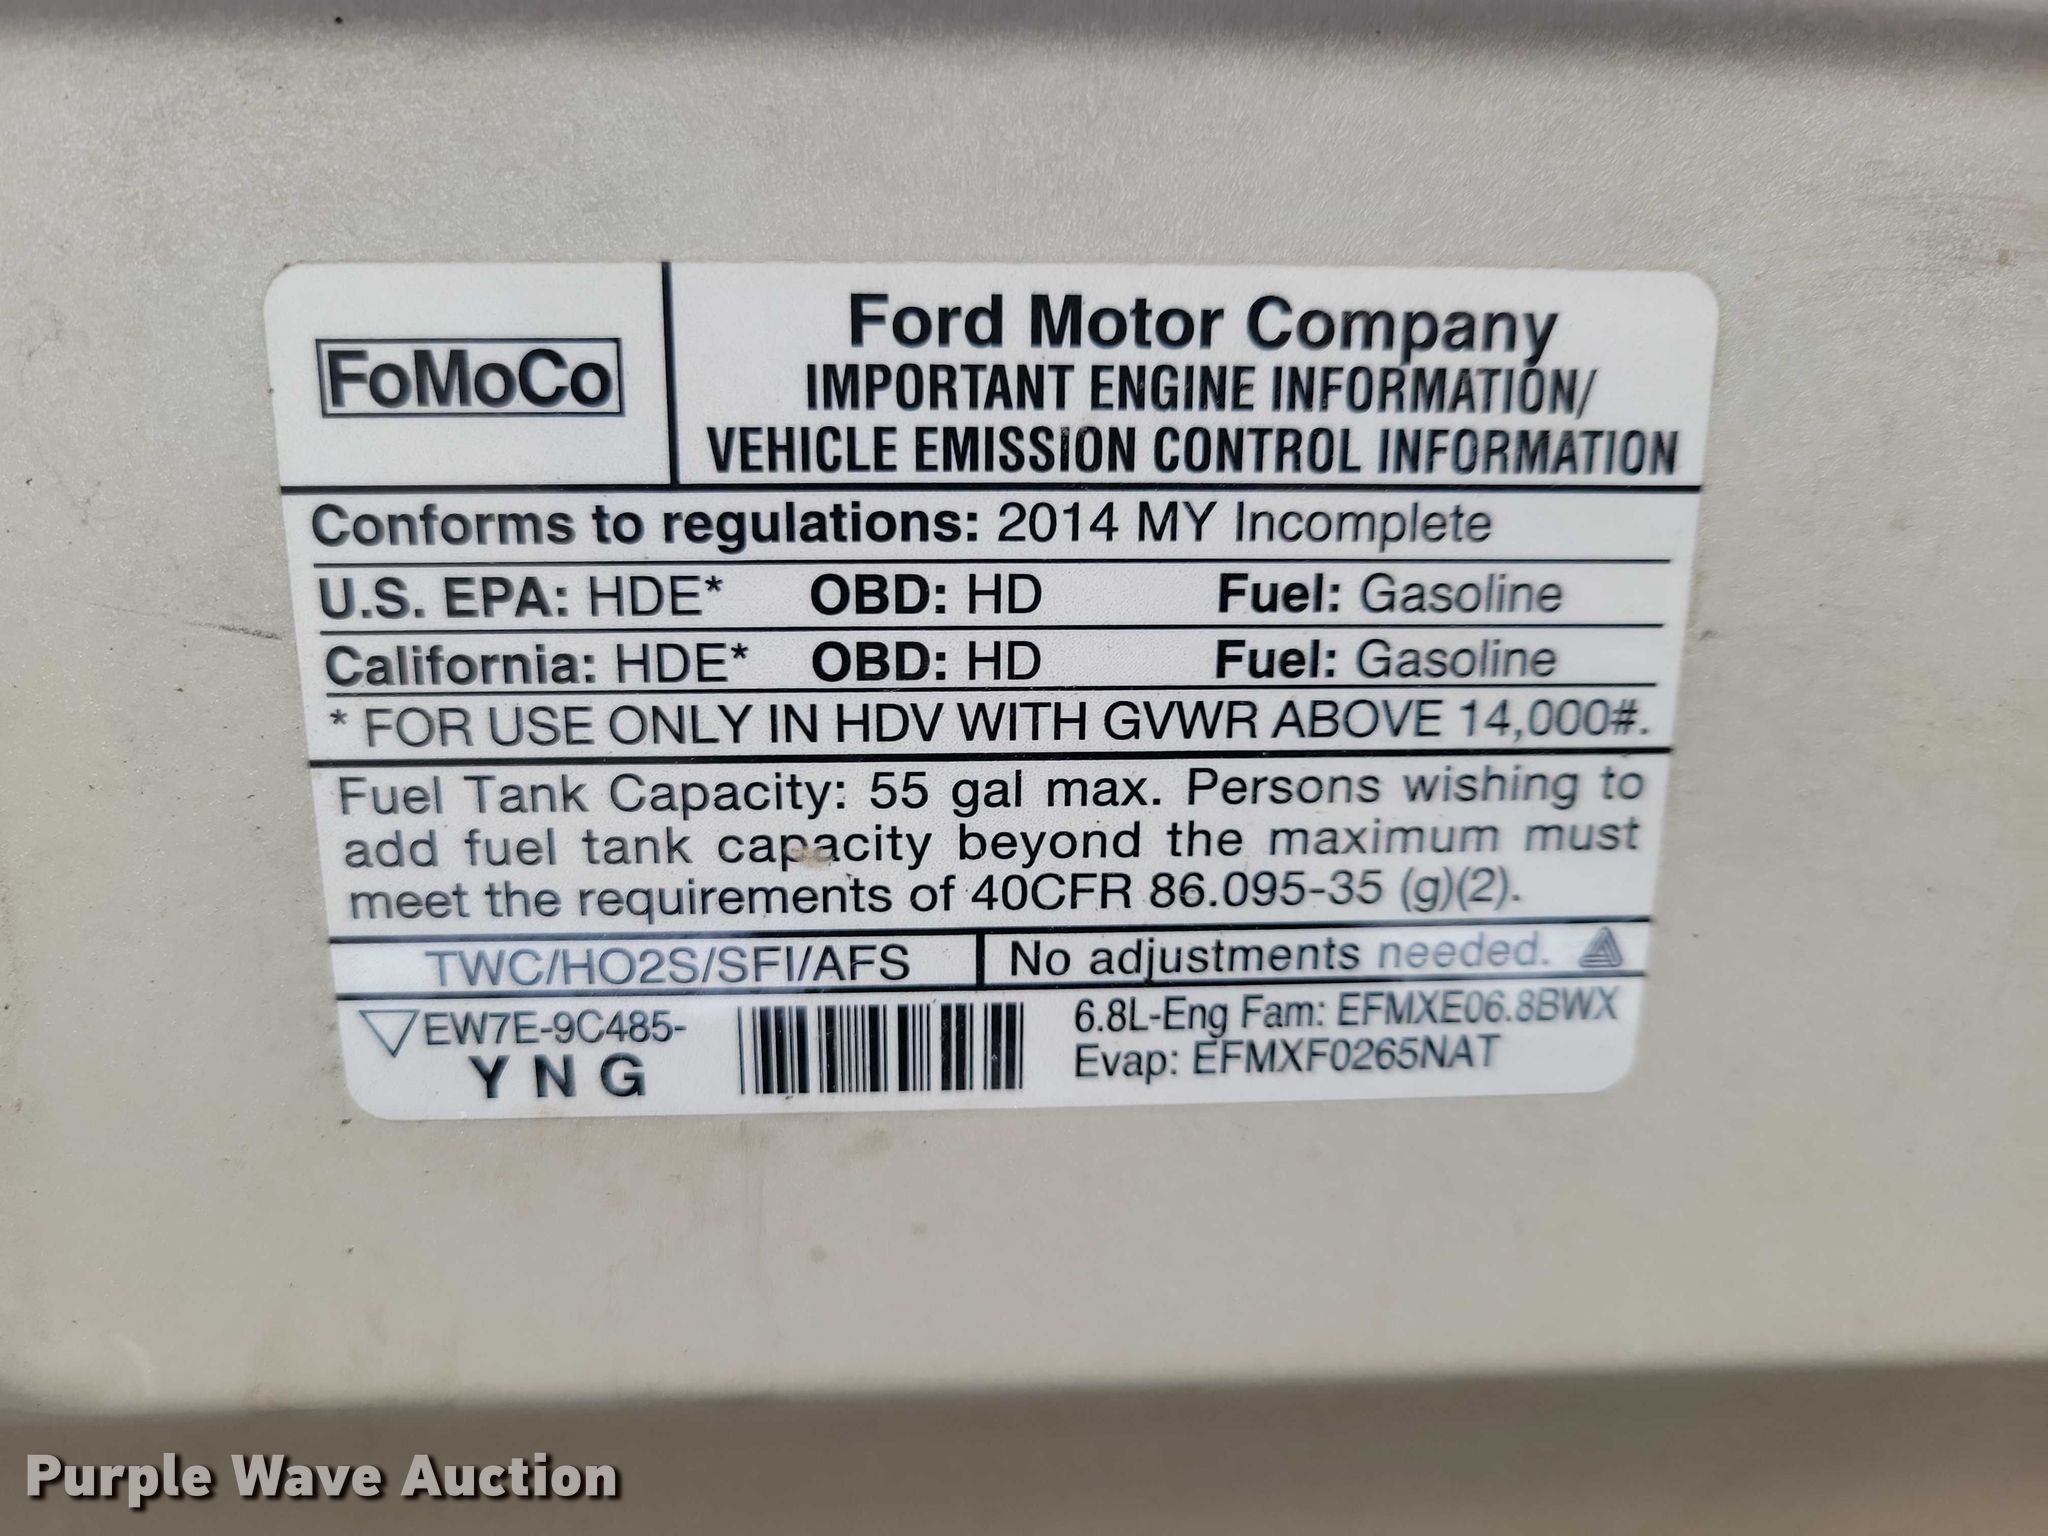 FoMoCo
Ford Motor Company
IMPORTANT ENGINE INFORMATION/
VEHICLE EMISSION CONTROL INFORMATION
Conforms to regulations: 2014 MY Incomplete
U.S. EPA: HDE* OBD: HD Fuel: Gasoline
California: HDE* OBD: HD Fuel: Gasoline
* FOR USE ONLY IN HDV WITH GVWR ABOVE 14,000#.
Fuel Tank Capacity: 55 gal max. Persons wishing to
add fuel tank capacity beyond the maximum must
meet the requirements of 40CFR 86.095-35 (g)(2).
TWC/HO2S/SFI/AFS No adjustments needed.
EW7E-9C485-
Y N G
6.8L-Eng Fam: EFMXE06.8BWX
Evap: EFMXF0265NAT
Purple Wave Auction